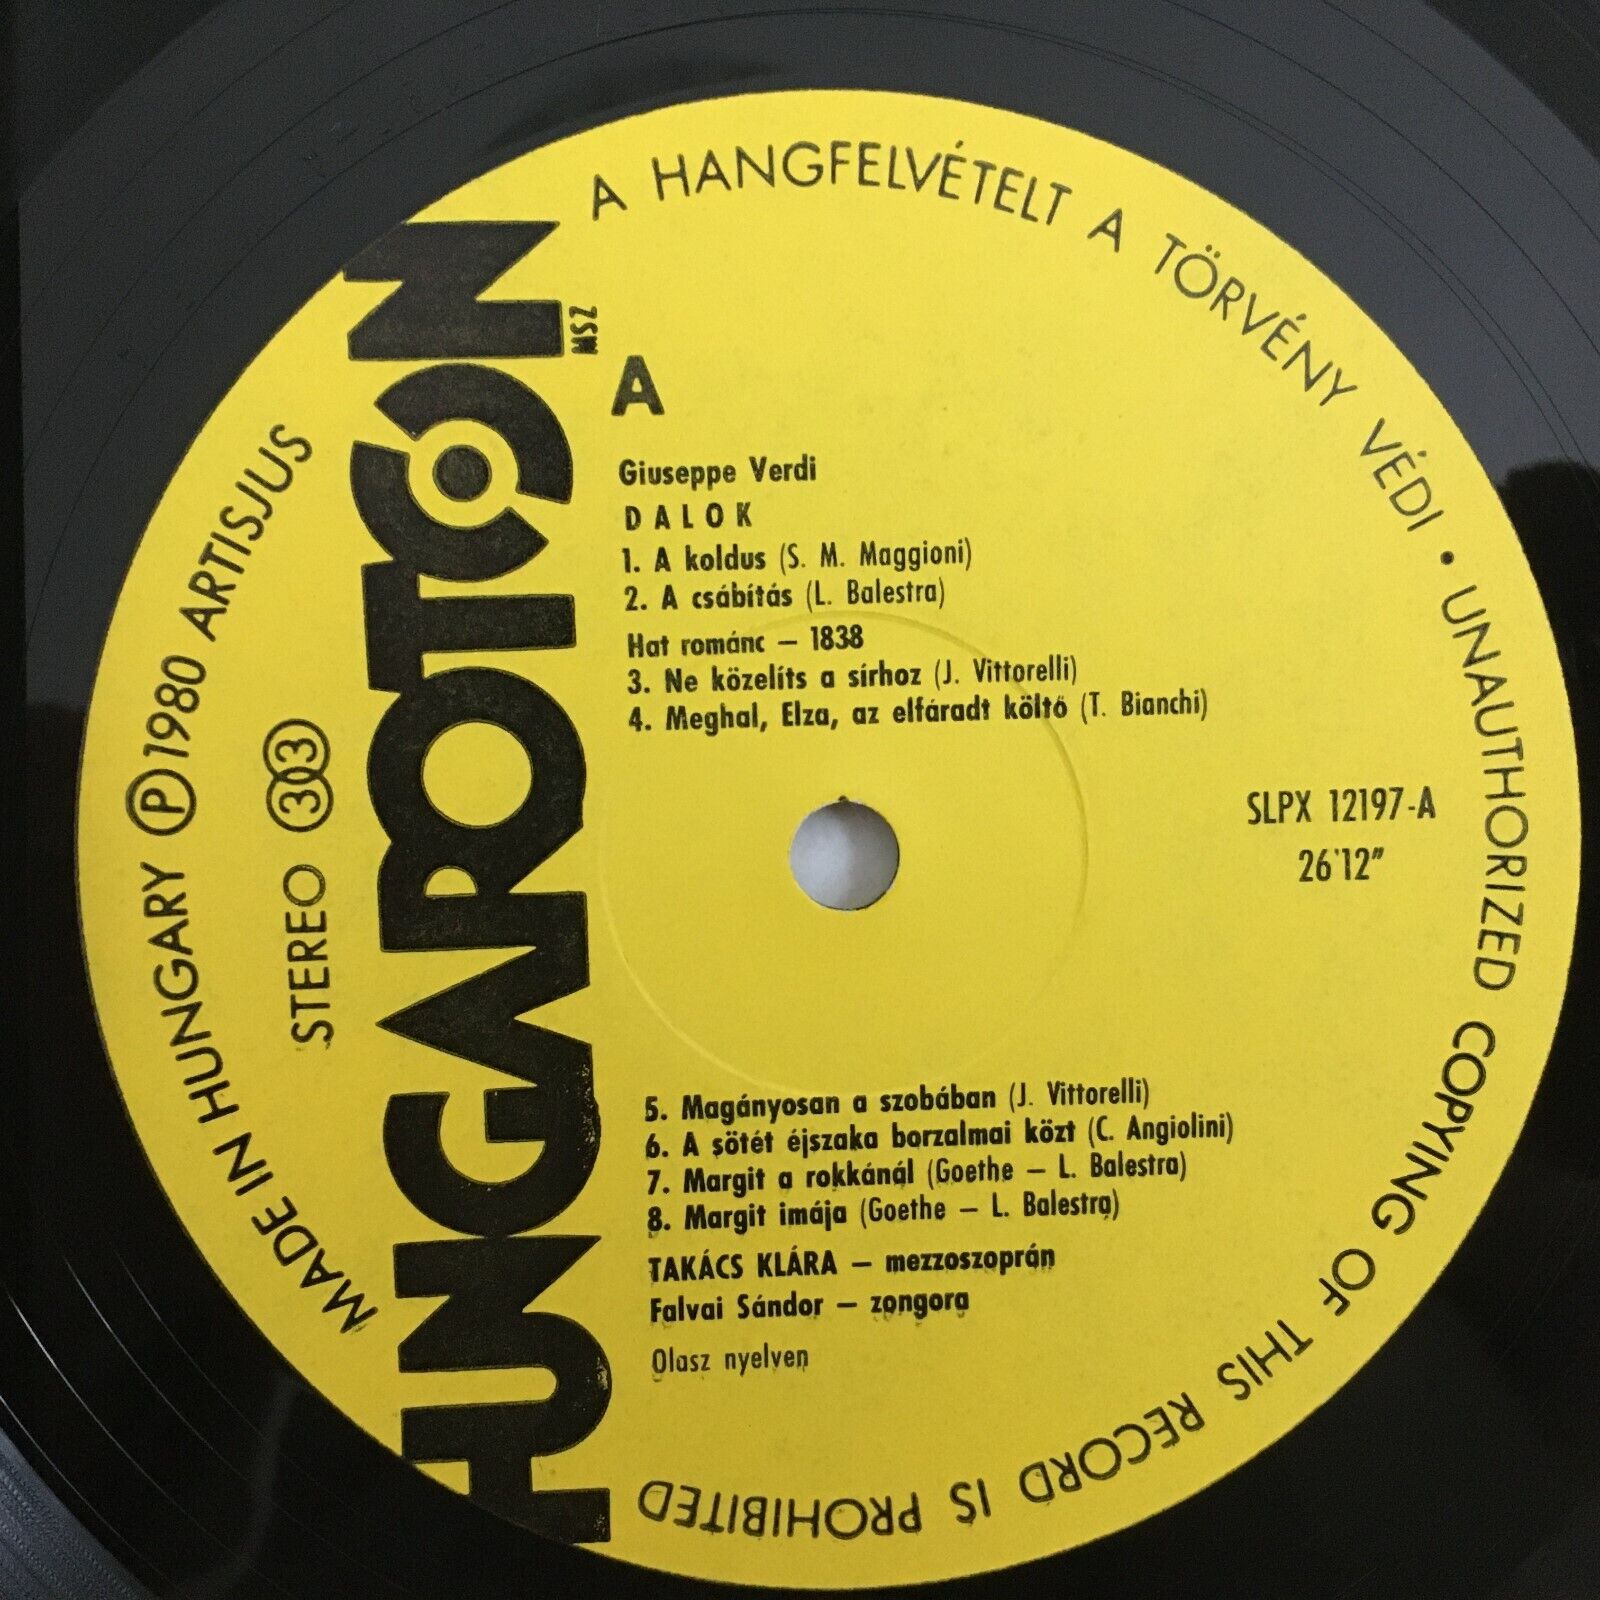 A HANGFELVÉTELT A TÖRVÉNY VÉDI • UNAUTHORIZED COPYING OF THIS RECORD IS PROHIBITED
MADE IN HUNGARY Ⓟ 1980 ARTISJUS
STEREO 33
HUNGAROTON
MSZ
A
Giuseppe Verdi
DALOK
1. A koldus (S. M. Maggioni)
2. A csábítás (L. Balestra)
Hat románc – 1838
3. Ne közelíts a sírhoz (J. Vittorelli)
4. Meghal, Elza, az elfáradt költő (T. Bianchi)
SLPX 12197-A
26'12"
5. Magányosan a szobában (J. Vittorelli)
6. A sötét éjszaka borzalmai közt (C. Angiolini)
7. Margit a rokkánál (Goethe – L. Balestra)
8. Margit imája (Goethe – L. Balestra)
TAKÁCS KLÁRA – mezzoszoprán
Falvai Sándor – zongora
Olasz nyelven